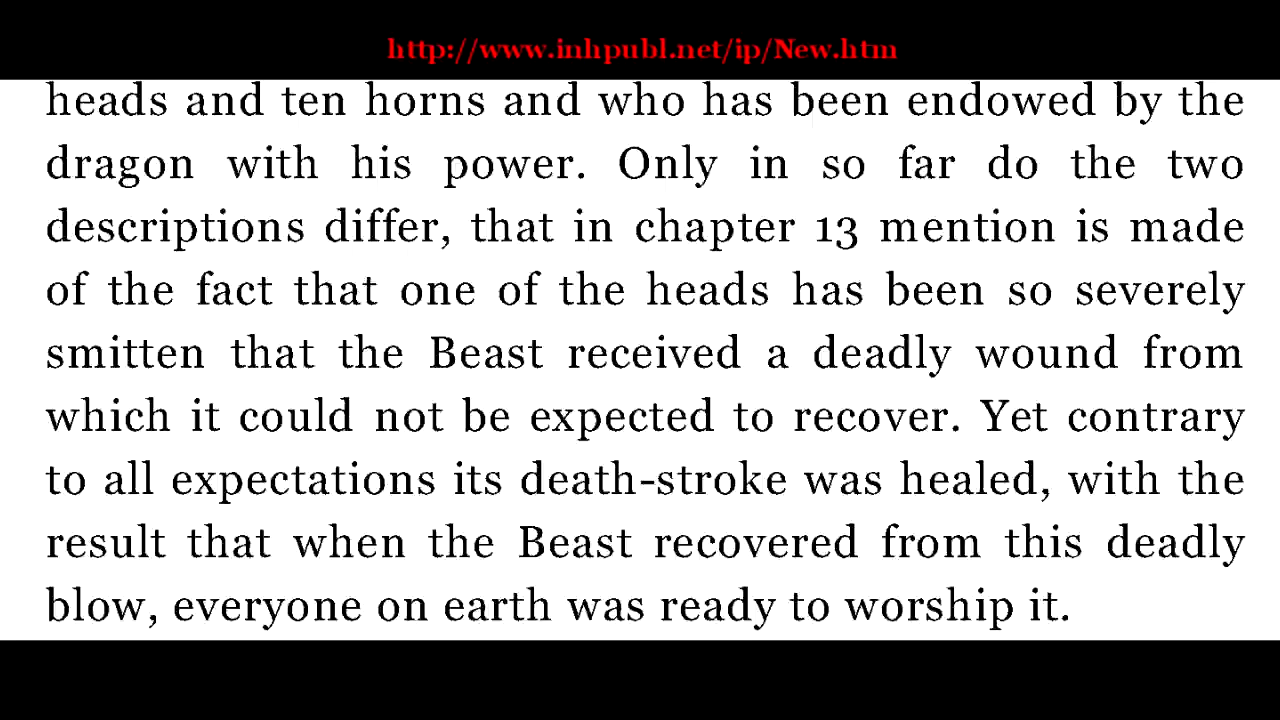 http://www.inhpubl.net/ip/New.htm
heads and ten horns and who has been endowed by the
dragon with his power. Only in so far do the two
descriptions differ, that in chapter 13 mention is made
of the fact that one of the heads has been so severely
smitten that the Beast received a deadly wound from
which it could not be expected to recover. Yet contrary
to all expectations its death-stroke was healed, with the
result that when the Beast recovered from this deadly
blow, everyone on earth was ready to worship it.